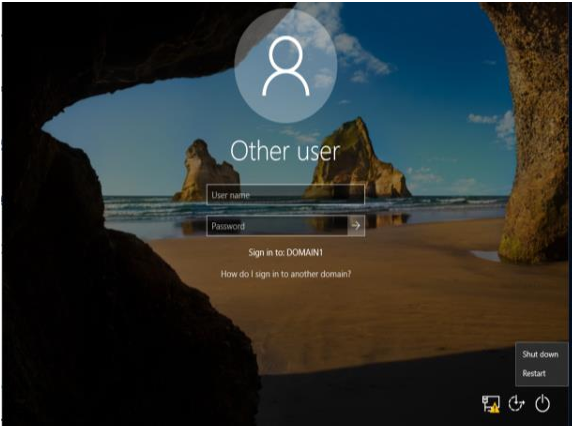 Other user
User name
Password
Sign in to: DOMAIN1
How do I sign in to another domain?
Shut down
Restart